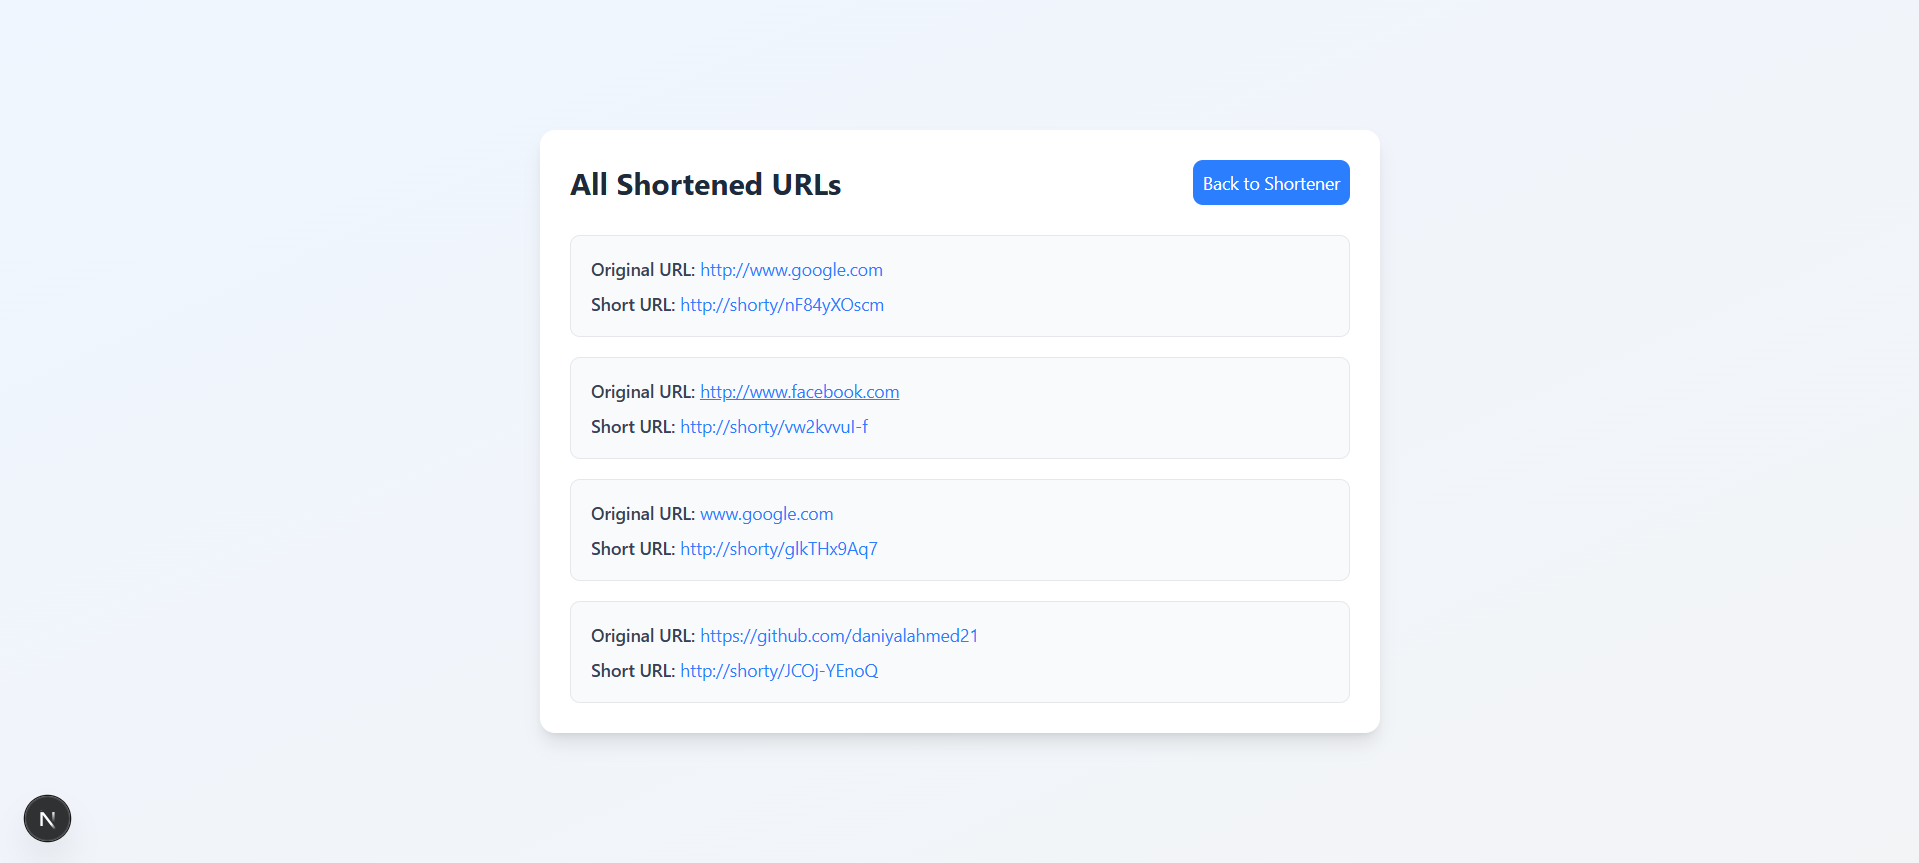 All Shortened URLs
Back to Shortener
Original URL: http://www.google.com
Short URL: http://shorty/nF84yXOscm
Original URL: http://www.facebook.com
Short URL: http://shorty/vw2kvvuI-f
Original URL: www.google.com
Short URL: http://shorty/glkTHx9Aq7
Original URL: https://github.com/daniyalahmed21
Short URL: http://shorty/JCOj-YEnoQ
N